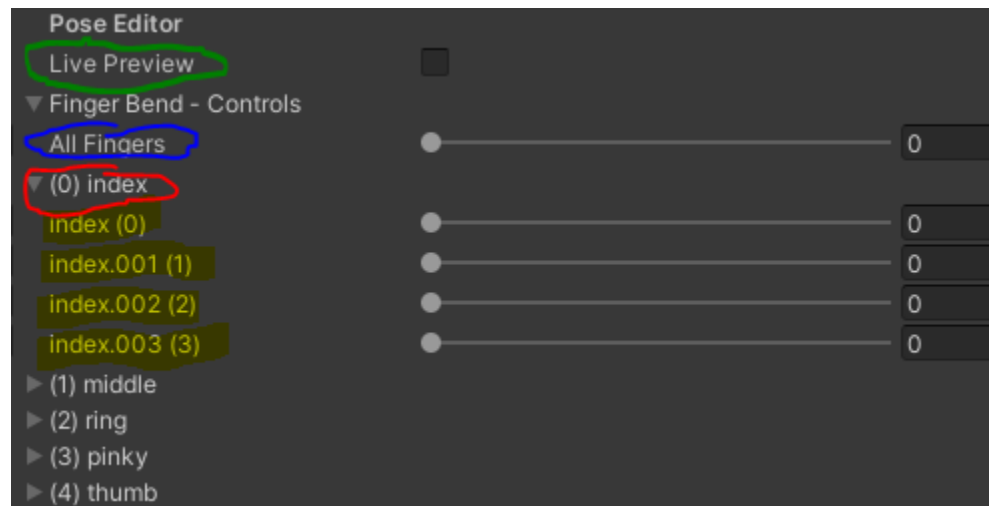 Pose Editor
Live Preview
Finger Bend - Controls
All Fingers 0
(0) index
index (0) 0
index.001 (1) 0
index.002 (2) 0
index.003 (3) 0
(1) middle
(2) ring
(3) pinky
(4) thumb